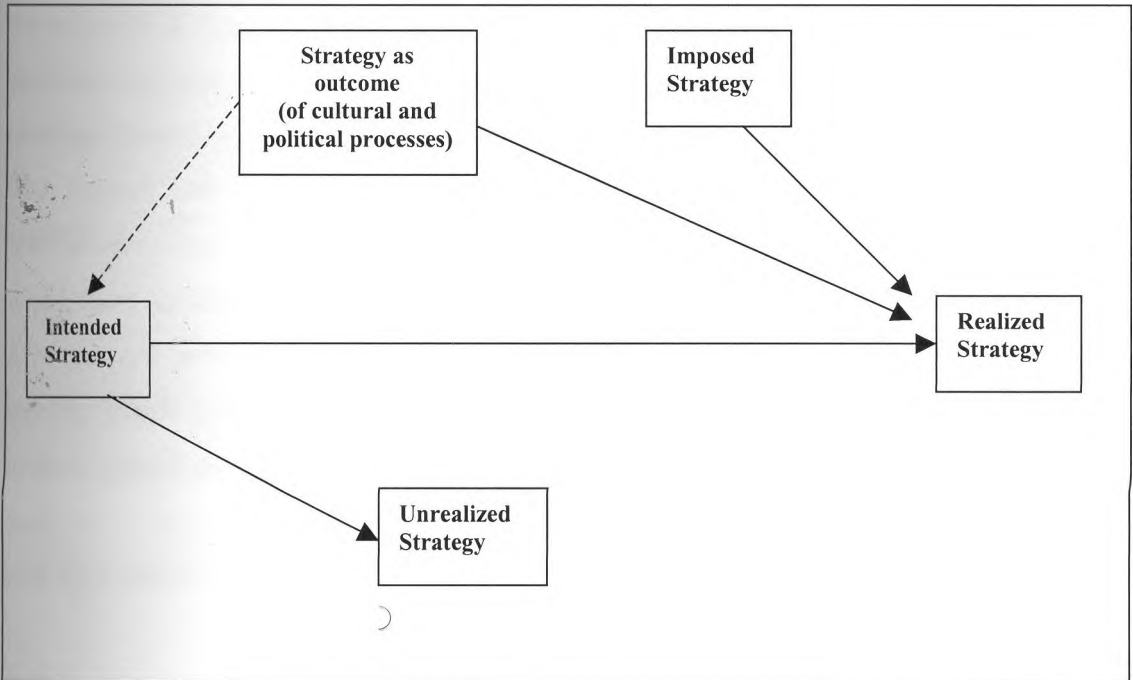 Strategy as
outcome
(of cultural and
political processes)
Imposed
Strategy
Intended
Strategy
Realized
Strategy
Unrealized
Strategy